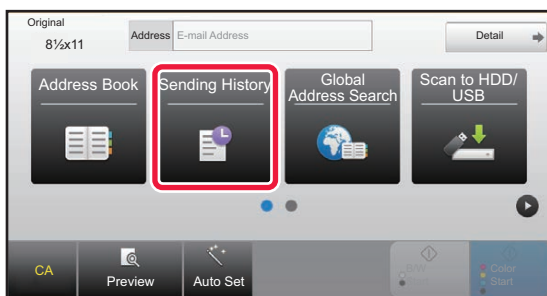 Original
8½x11
Address
E-mail Address
Detail
Address Book
Sending History
Global
Address Search
Scan to HDD/
USB
CA
Preview
Auto Set
B/W
Start
Color
Start